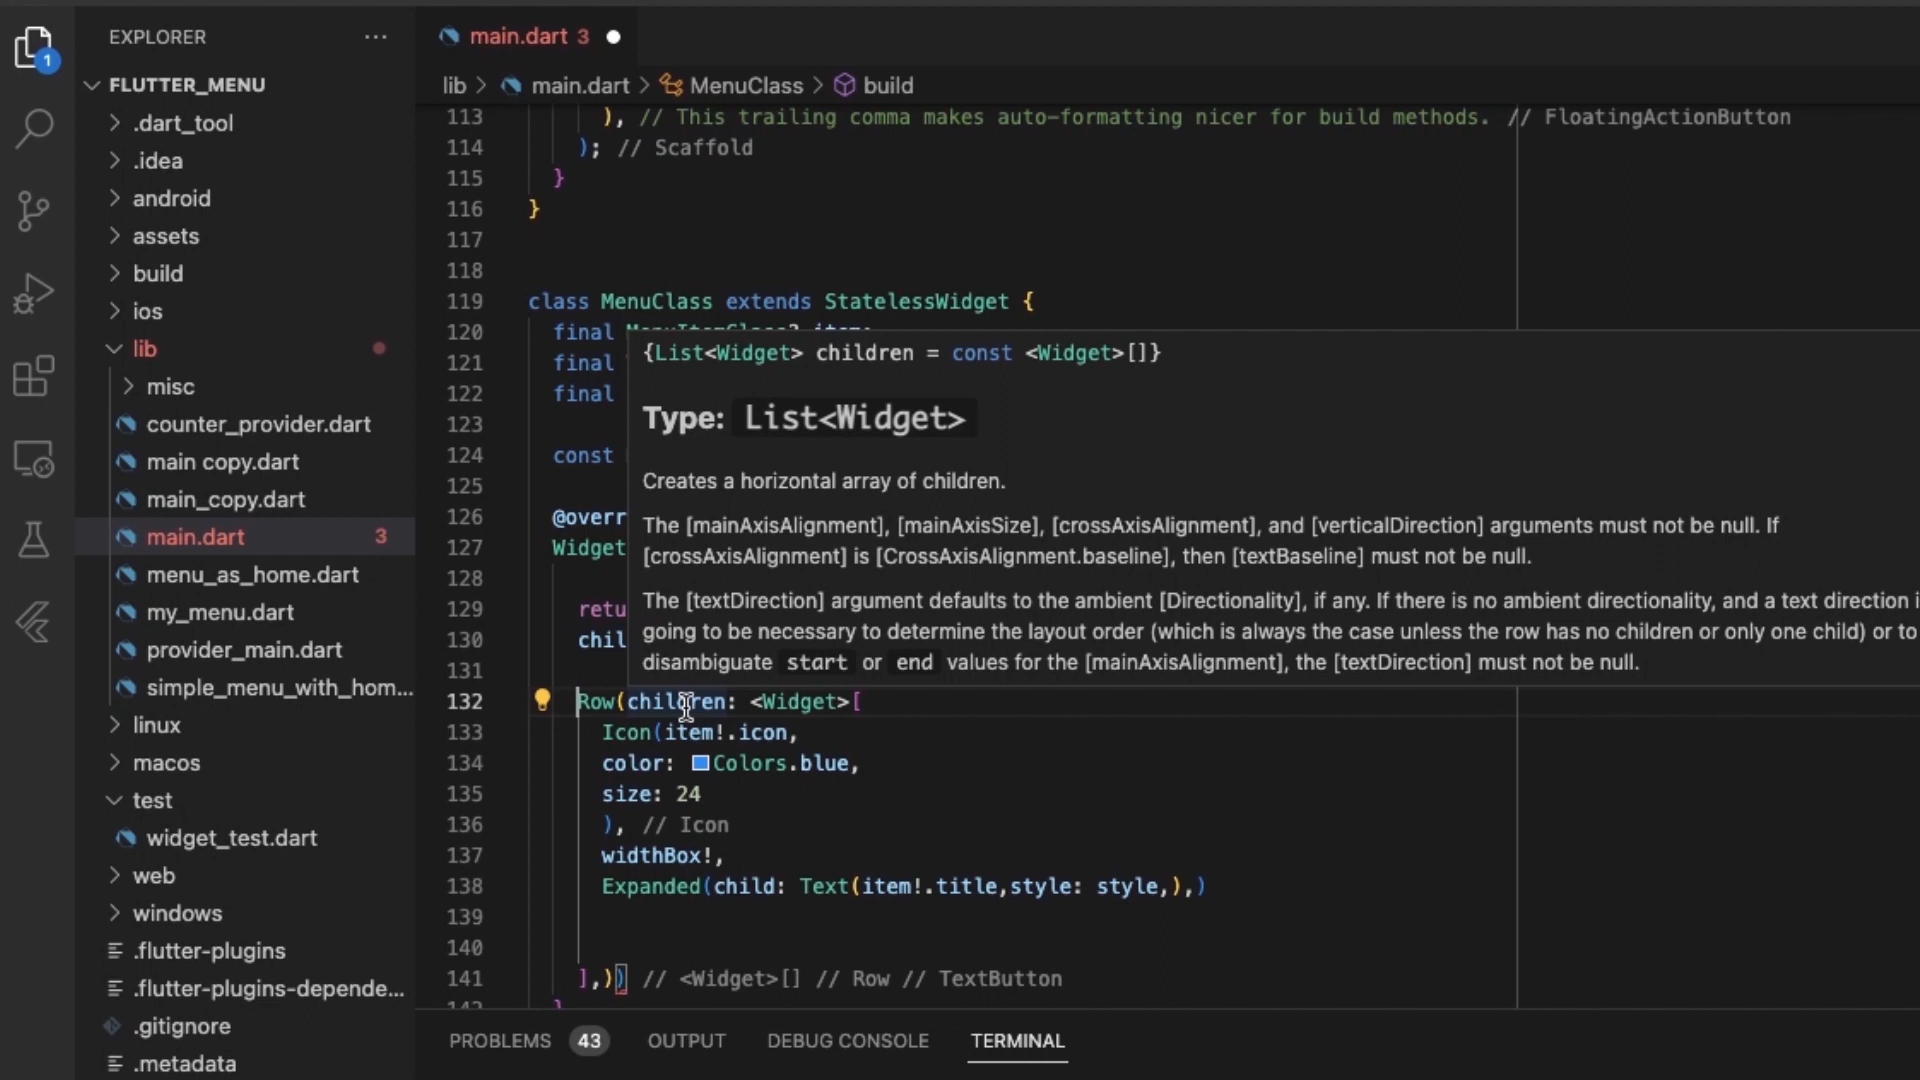 1
EXPLORER
...
FLUTTER_MENU
.dart_tool
.idea
android
assets
build
ios
lib
misc
counter_provider.dart
main copy.dart
main_copy.dart
main.dart 3
menu_as_home.dart
my_menu.dart
provider_main.dart
simple_menu_with_hom...
linux
macos
test
widget_test.dart
web
windows
.flutter-plugins
.flutter-plugins-depende...
.gitignore
.metadata
main.dart 3
lib > main.dart > MenuClass > build
113 ), // This trailing comma makes auto-formatting nicer for build methods. // FloatingActionButton
114 ); // Scaffold
115 }
116 }
117
118
119 class MenuClass extends StatelessWidget {
120 final MenuItemClass? item;
121 final
122 final
123
124 const
125
126 @overr
127 Widget
128
129 retu
130 chil
131
{List<Widget> children = const <Widget>[]}
Type: List<Widget>
Creates a horizontal array of children.
The [mainAxisAlignment], [mainAxisSize], [crossAxisAlignment], and [verticalDirection] arguments must not be null. If
[crossAxisAlignment] is [CrossAxisAlignment.baseline], then [textBaseline] must not be null.
The [textDirection] argument defaults to the ambient [Directionality], if any. If there is no ambient directionality, and a text direction i
going to be necessary to determine the layout order (which is always the case unless the row has no children or only one child) or to
disambiguate start or end values for the [mainAxisAlignment], the [textDirection] must not be null.
132 Row(children: <Widget>[
133 Icon(item!.icon,
134 color: Colors.blue,
135 size: 24
136 ), // Icon
137 widthBox!,
138 Expanded(child: Text(item!.title,style: style,),)
139
140
141 ],)) // <Widget>[] // Row // TextButton
142 }
PROBLEMS 43 OUTPUT DEBUG CONSOLE TERMINAL